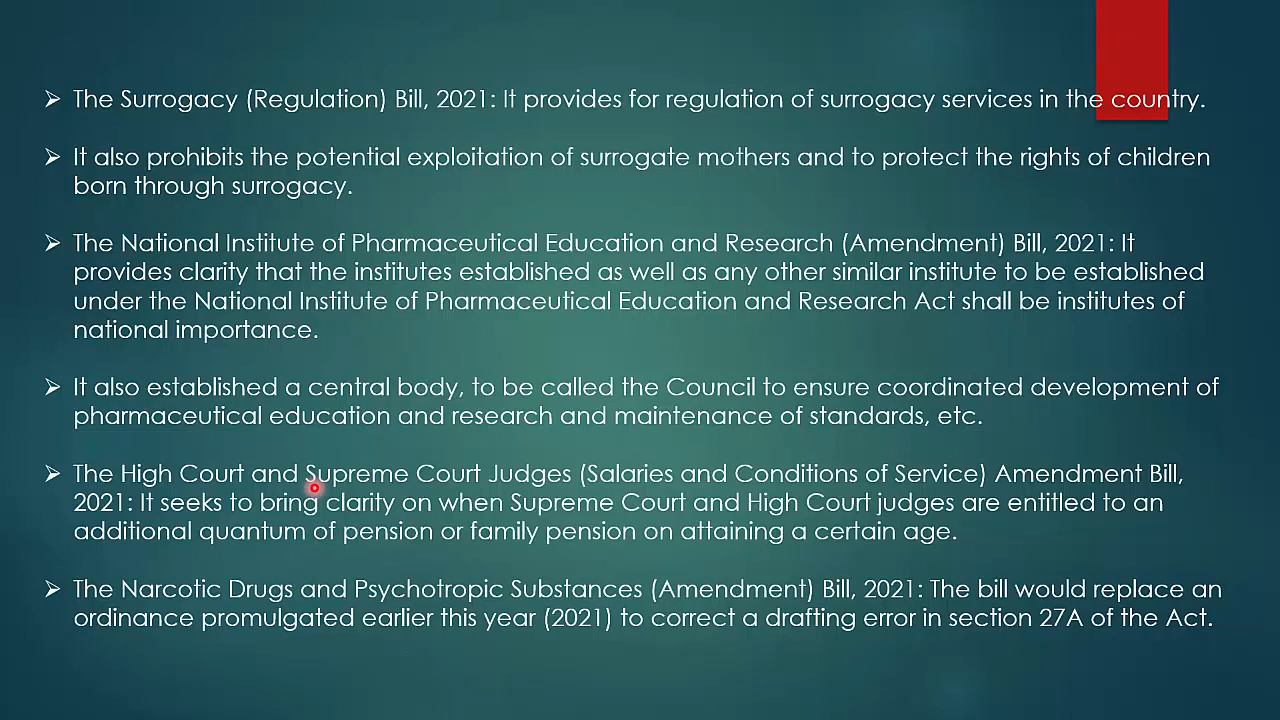 The Surrogacy (Regulation) Bill, 2021: It provides for regulation of surrogacy services in the country.
It also prohibits the potential exploitation of surrogate mothers and to protect the rights of children
born through surrogacy.
The National Institute of Pharmaceutical Education and Research (Amendment) Bill, 2021: It
provides clarity that the institutes established as well as any other similar institute to be established
under the National Institute of Pharmaceutical Education and Research Act shall be institutes of
national importance.
It also established a central body, to be called the Council to ensure coordinated development of
pharmaceutical education and research and maintenance of standards, etc.
The High Court and Supreme Court Judges (Salaries and Conditions of Service) Amendment Bill,
2021: It seeks to bring clarity on when Supreme Court and High Court judges are entitled to an
additional quantum of pension or family pension on attaining a certain age.
The Narcotic Drugs and Psychotropic Substances (Amendment) Bill, 2021: The bill would replace an
ordinance promulgated earlier this year (2021) to correct a drafting error in section 27A of the Act.